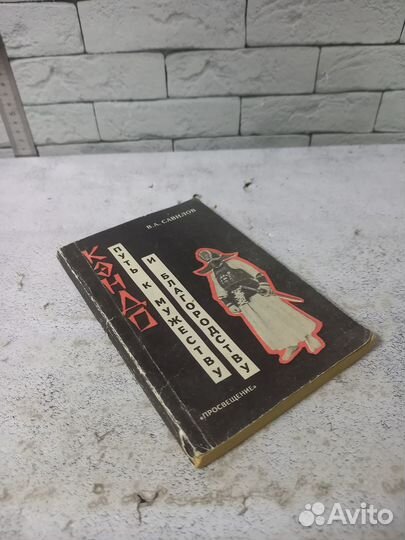 В.А. САВИЛОВ
КЭНДО
ПУТЬ К МУЖЕСТВУ
И БЛАГОРОДСТВУ
"ПРОСВЕЩЕНИЕ"
Avito